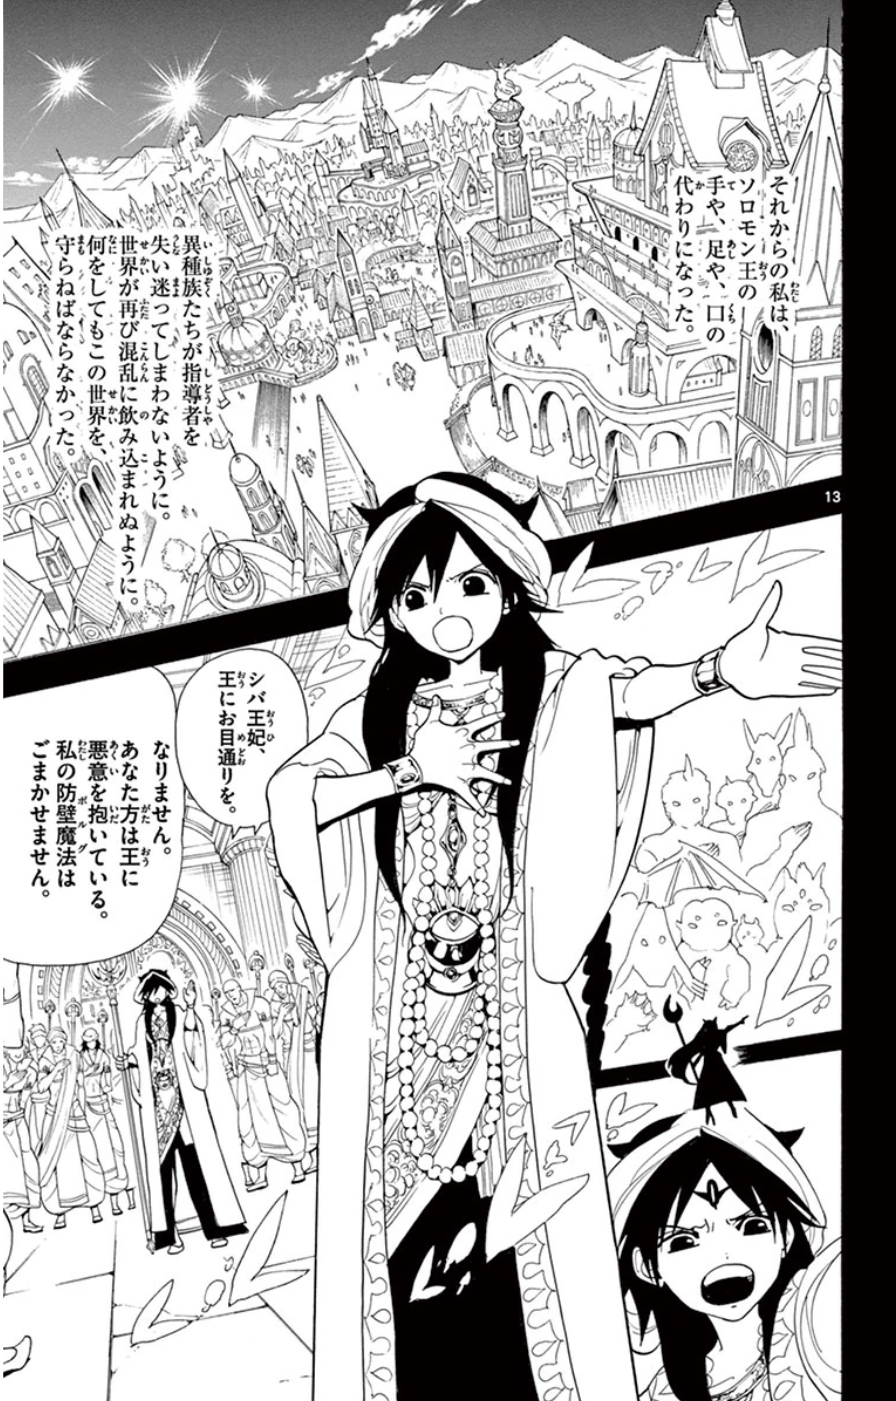 それからの私は、
ソロモン王の
手や、足や、口の
代わりになった。
異種族たちが指導者を
失い迷ってしまわないように。
世界が再び混乱に飲み込まれぬように。
何をしてもこの世界を、
守らねばならなかった。
13
シバ王妃、
王にお目通りを。
なりません。
あなた方は王に
悪意を抱いている。
私の防壁魔法は
ごまかせません。